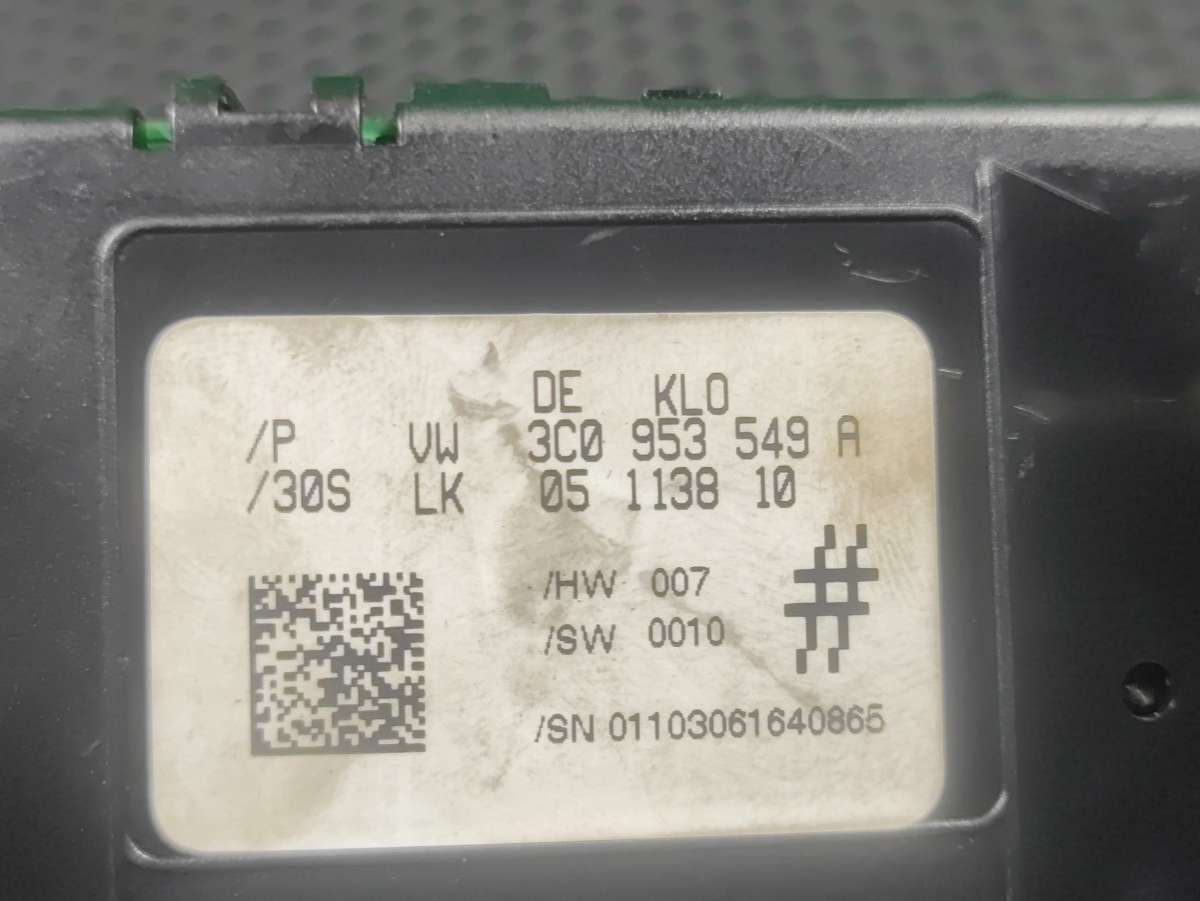 DE KLO
/P VW 3C0 953 549 A
/30S LK 05 1138 10
/HW 007
/SW 0010
#
/SN 01103061640865